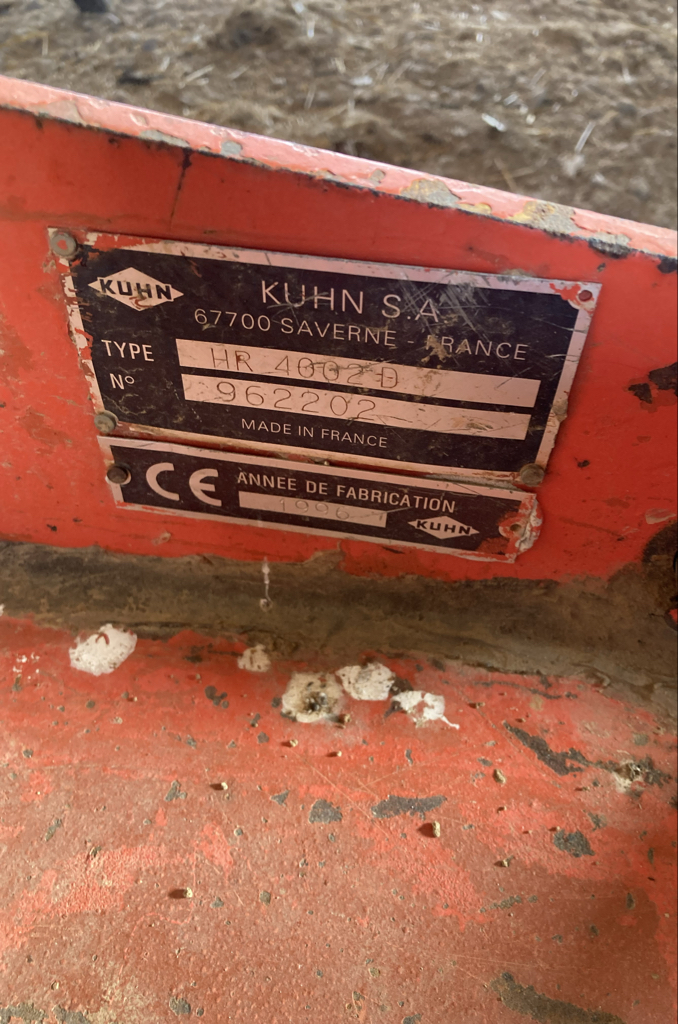 KUHN
KUHN S.A.
67700 SAVERNE - FRANCE
TYPE HR 4002 D
N° 962202
MADE IN FRANCE
CE ANNEE DE FABRICATION
1996
KUHN